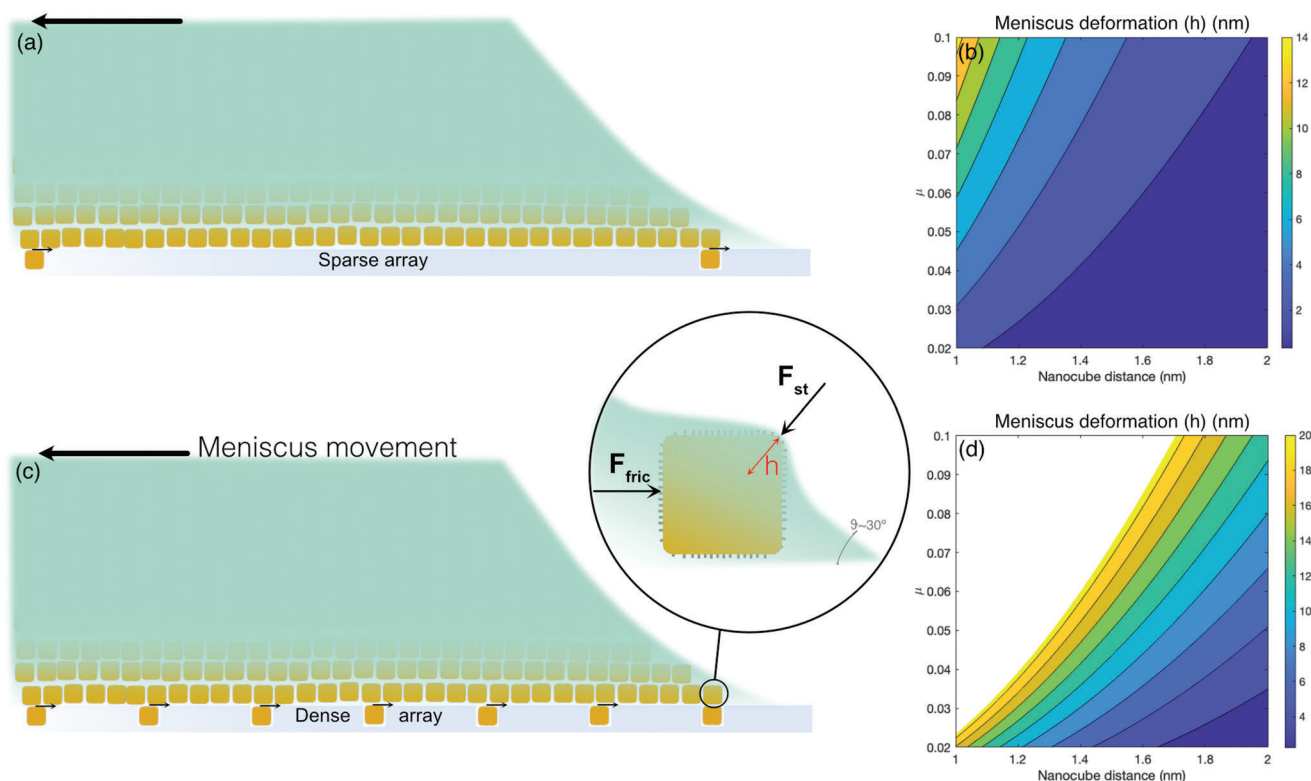 (a)
Sparse array
Meniscus deformation (h) (nm)
(b)
0.1
0.09
0.08
0.07
0.06
0.05
0.04
0.03
0.02
μ
1
1.2
1.4
1.6
1.8
2
Nanocube distance (nm)
14
12
10
8
6
4
2
Meniscus movement
(c)
Dense array
F_fric
F_st
h
9~30°
Meniscus deformation (h) (nm)
(d)
0.1
0.09
0.08
0.07
0.06
0.05
0.04
0.03
0.02
μ
1
1.2
1.4
1.6
1.8
2
Nanocube distance (nm)
20
18
16
14
12
10
8
6
4